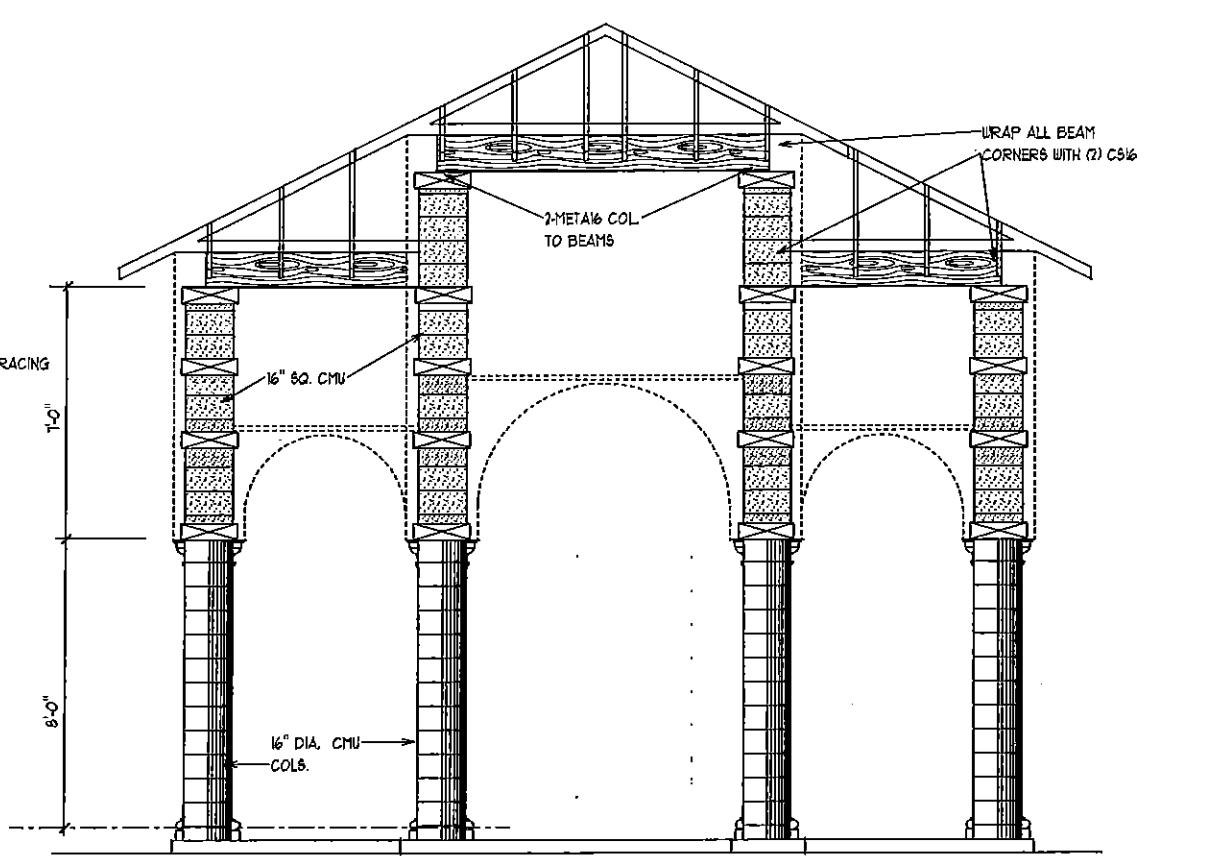 WRAP ALL BEAM
CORNERS WITH (2) CS16
2-META16 COL.
TO BEAMS
RACING
16" SQ. CMU
7'-0"
8'-0"
16" DIA. CMU
COLS.